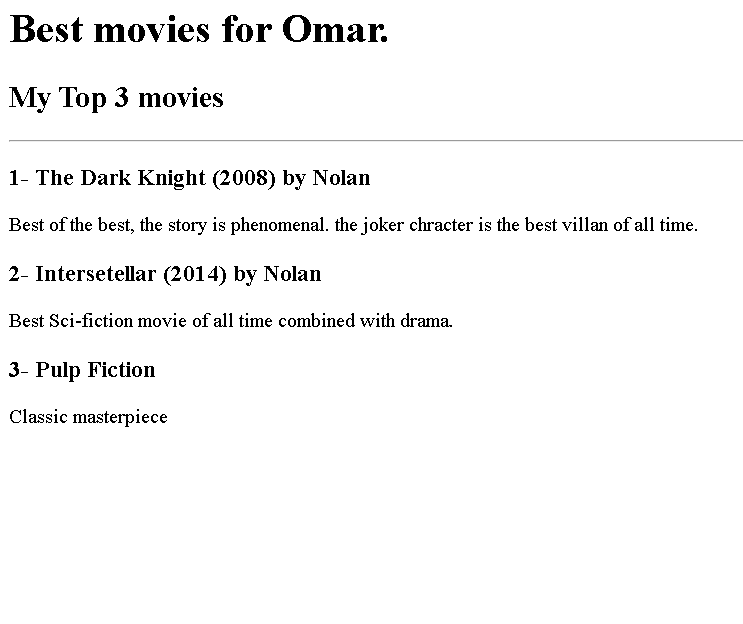 Best movies for Omar.
My Top 3 movies
1- The Dark Knight (2008) by Nolan
Best of the best, the story is phenomenal. the joker chracter is the best villan of all time.
2- Intersetellar (2014) by Nolan
Best Sci-fiction movie of all time combined with drama.
3- Pulp Fiction
Classic masterpiece